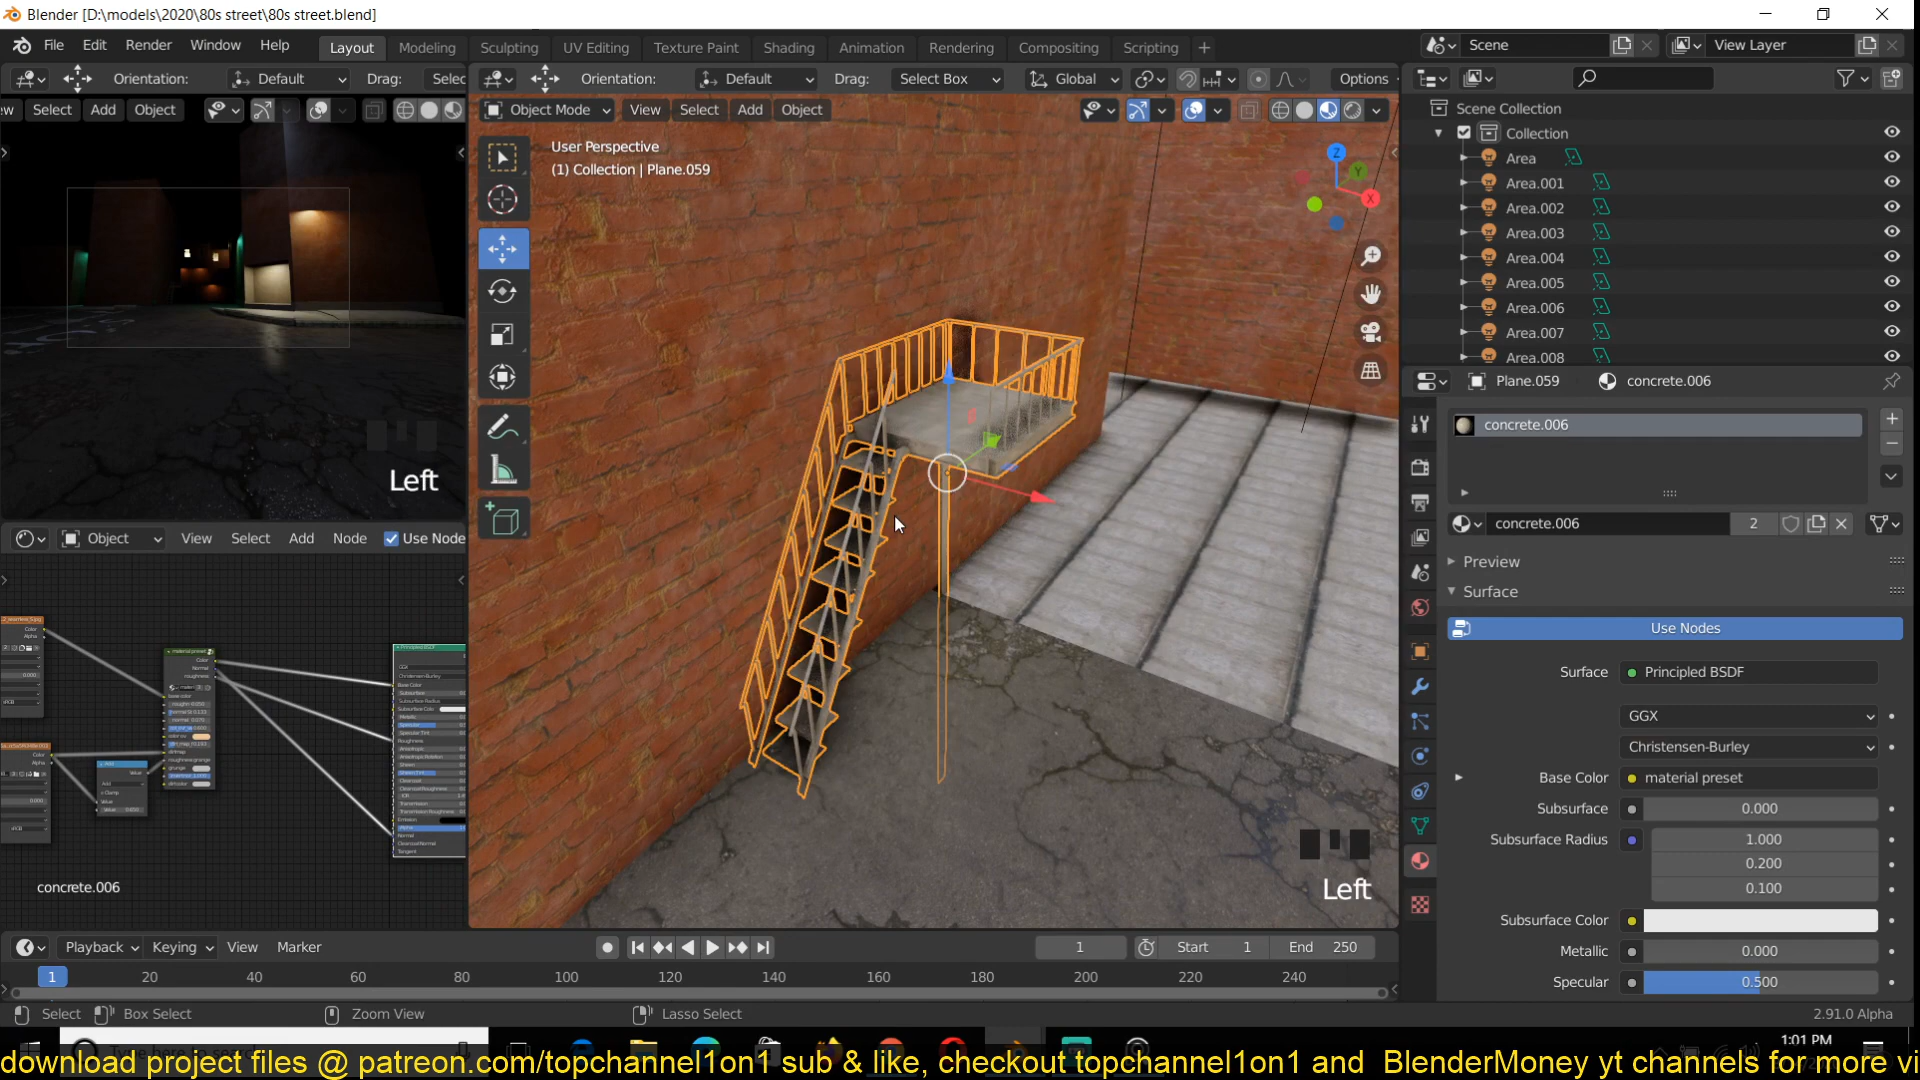 Blender [D:\models\2020\80s street\80s street.blend]
File Edit Render Window Help Layout Modeling Sculpting UV Editing Texture Paint Shading Animation Rendering Compositing Scripting + Scene View Layer
Orientation: Default Drag: Selec Orientation: Default Drag: Select Box Global Options
ew Select Add Object Object Mode View Select Add Object
User Perspective
(1) Collection | Plane.059
Z
Y
X
Left
Scene Collection
Collection
Area
Area.001
Area.002
Area.003
Area.004
Area.005
Area.006
Area.007
Area.008
Plane.059 concrete.006
concrete.006
concrete.006 2
Preview
Surface
Use Nodes
Surface Principled BSDF
GGX
Christensen-Burley
Base Color material preset
Subsurface 0.000
Subsurface Radius 1.000
0.200
0.100
Subsurface Color
Metallic 0.000
Specular 0.500
Object View Select Add Node Use Node
concrete.006
Left
Playback Keying View Marker 1 Start 1 End 250
1 20 40 60 80 100 120 140 160 180 200 220 240
Select Box Select Zoom View Lasso Select 2.91.0 Alpha
1:01 PM
download project files @ patreon.com/topchannel1on1 sub & like, checkout topchannel1on1 and BlenderMoney yt channels for more vi